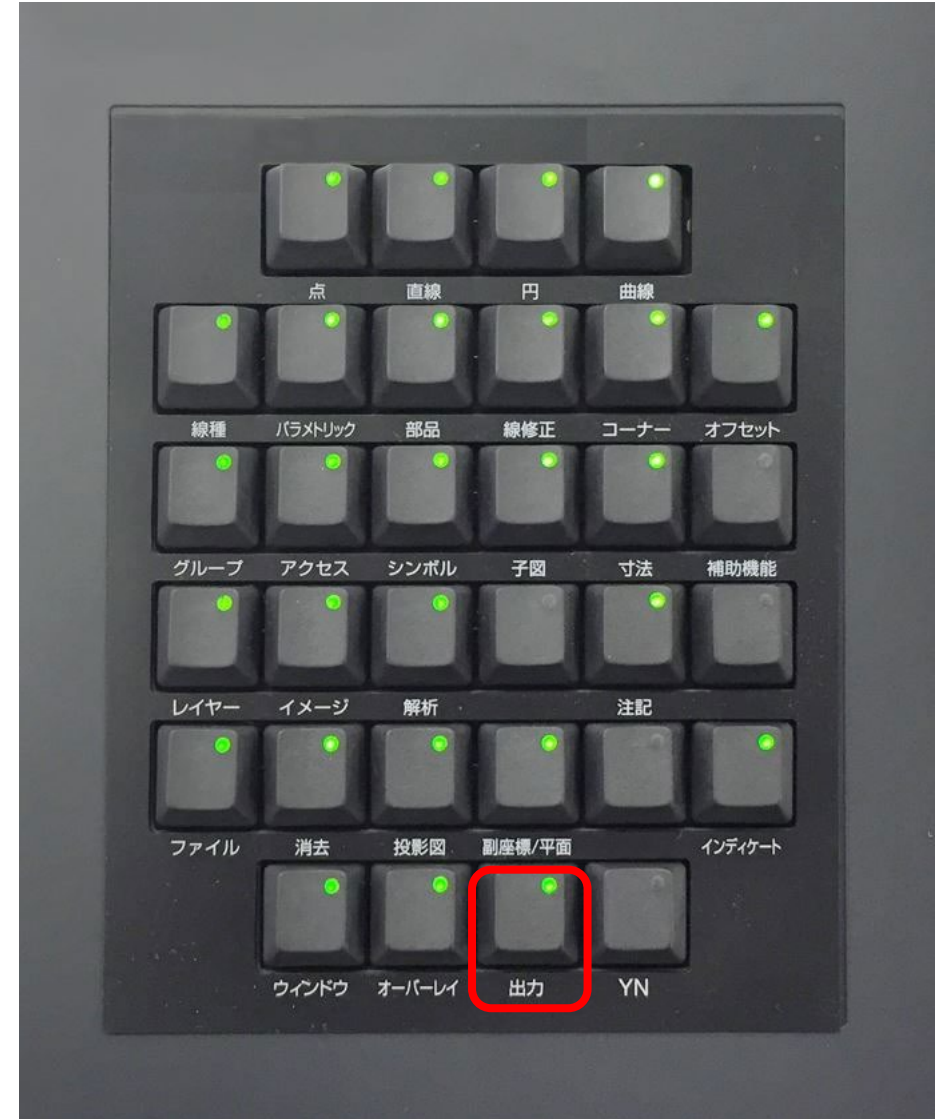 点 直線 円 曲線
線種 パラメトリック 部品 線修正 コーナー オフセット
グループ アクセス シンボル 子図 寸法 補助機能
レイヤー イメージ 解析 注記
ファイル 消去 投影図 副座標/平面 インディケート
ウィンドウ オーバーレイ 出力 YN